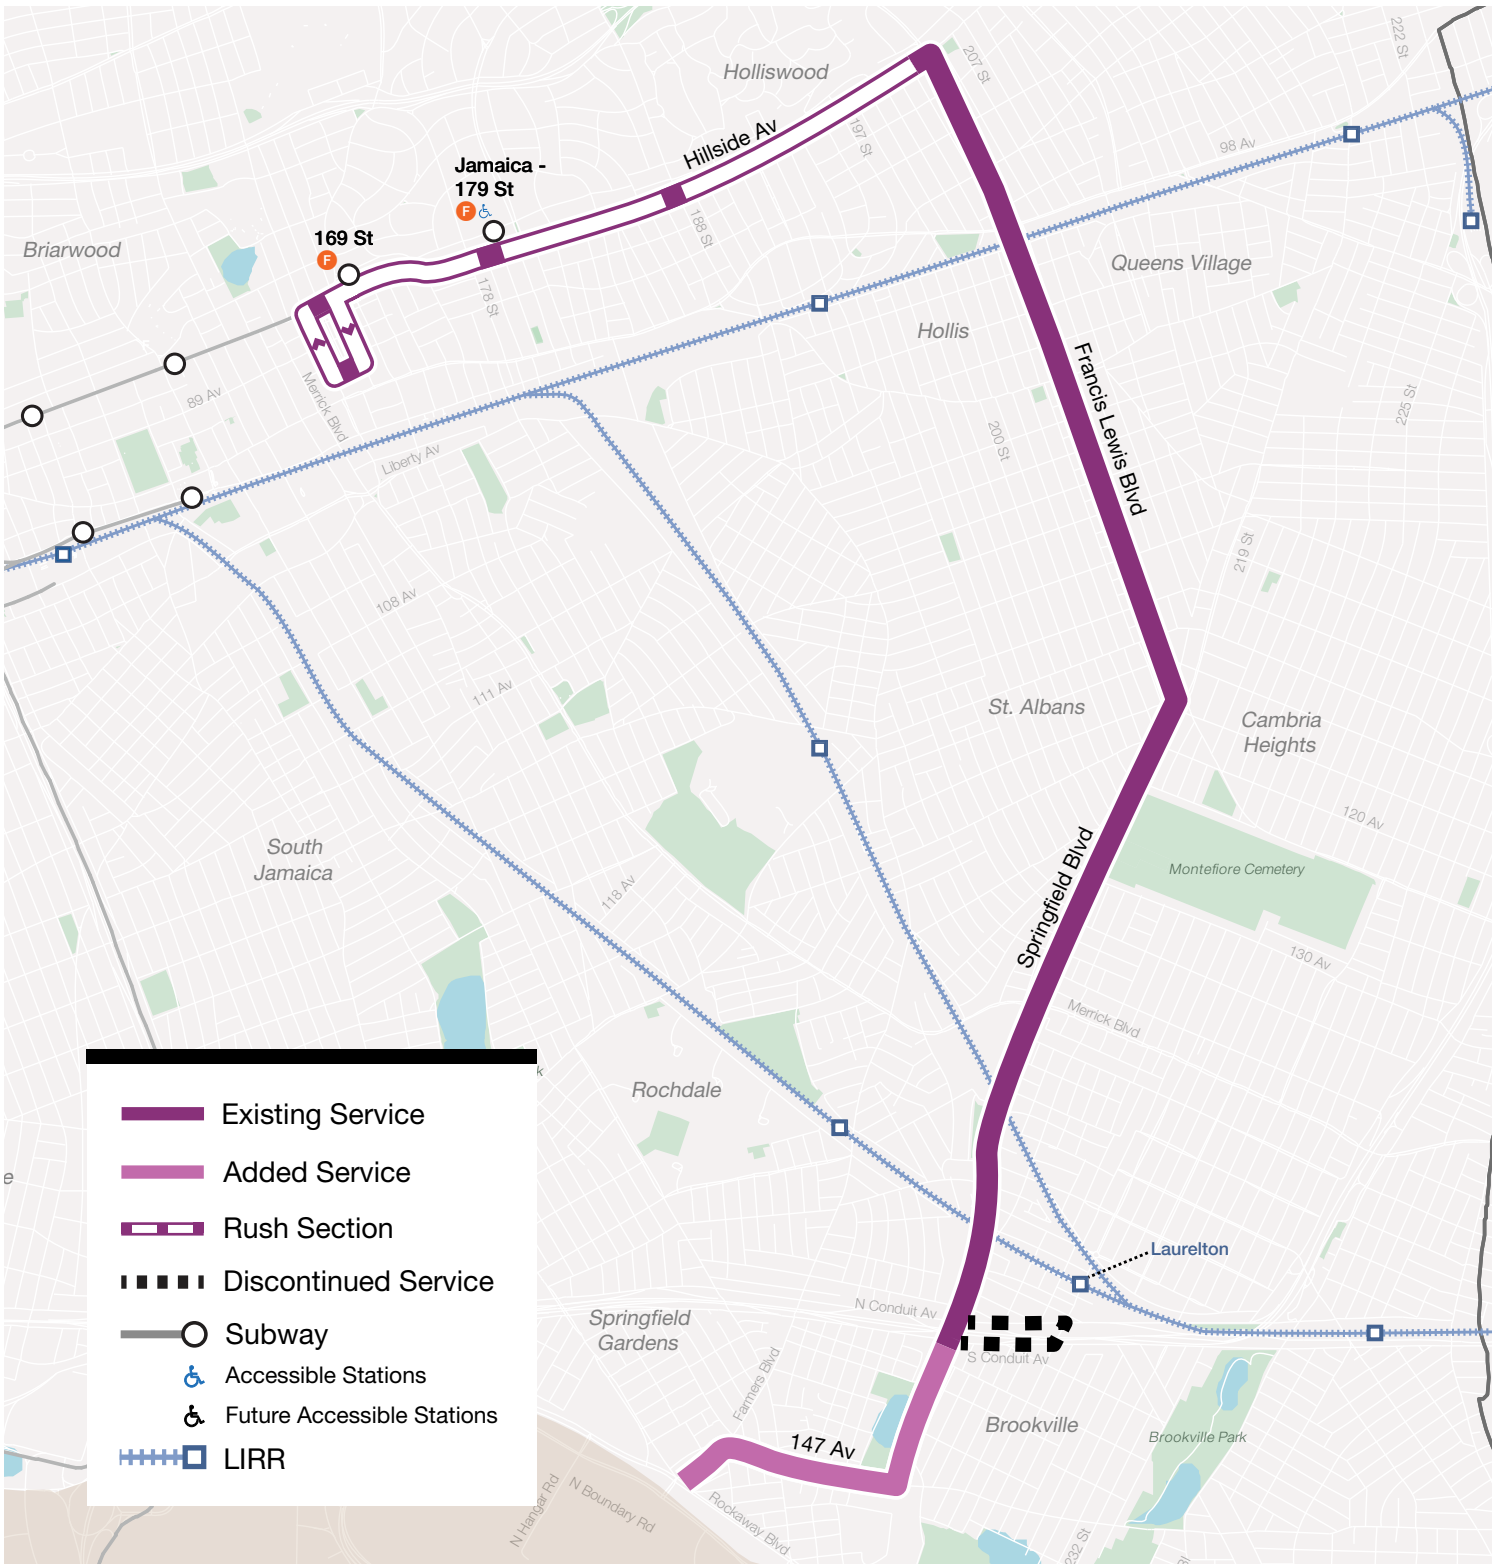 222 St
207 St
Holliswood
Hillside Av
197 St
98 Av
Jamaica -
179 St
F
188 St
169 St
F
Briarwood
178 St
Queens Village
Hollis
Francis Lewis Blvd
89 Av
Merrick Blvd
225 St
200 St
Liberty Av
219 St
108 Av
111 Av
St. Albans
Cambria
Heights
120 Av
South
Jamaica
118 Av
Springfield Blvd
Montefiore Cemetery
130 Av
Merrick Blvd
k
Rochdale
e
Existing Service
Added Service
Rush Section
Discontinued Service
Subway
Accessible Stations
Future Accessible Stations
LIRR
Laurelton
N Conduit Av
Springfield
Gardens
S Conduit Av
Farmers Blvd
Brookville
Brookville Park
147 Av
N Hangar Rd
N Boundary Rd
Rockaway Blvd
232 St